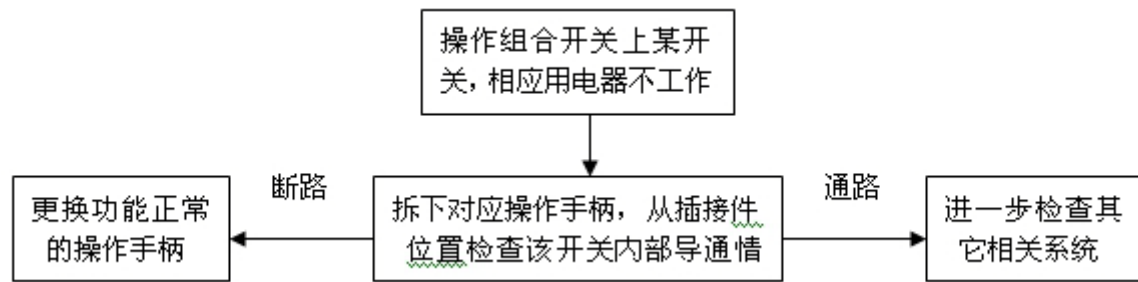 操作组合开关上某开
关，相应用电器不工作
断路
通路
更换功能正常
的操作手柄
拆下对应操作手柄，从插接件
位置检查该开关内部导通情
进一步检查其
它相关系统